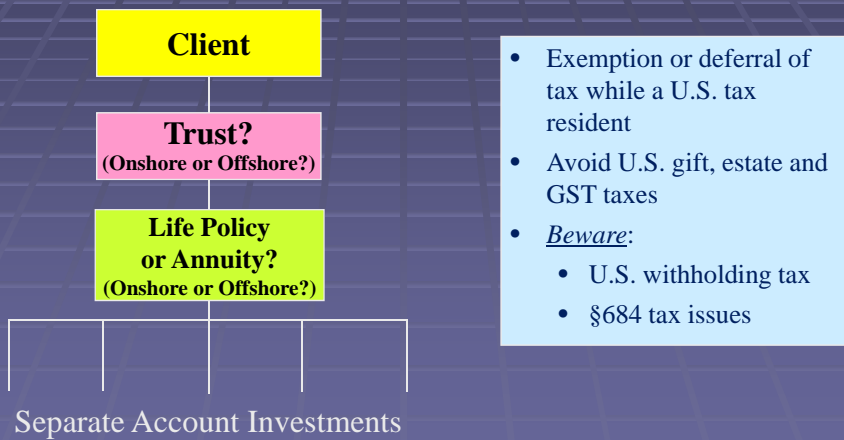 Client
Trust?
(Onshore or Offshore?)
Life Policy
or Annuity?
(Onshore or Offshore?)
Separate Account Investments
• Exemption or deferral of
tax while a U.S. tax
resident
• Avoid U.S. gift, estate and
GST taxes
• Beware:
• U.S. withholding tax
• §684 tax issues